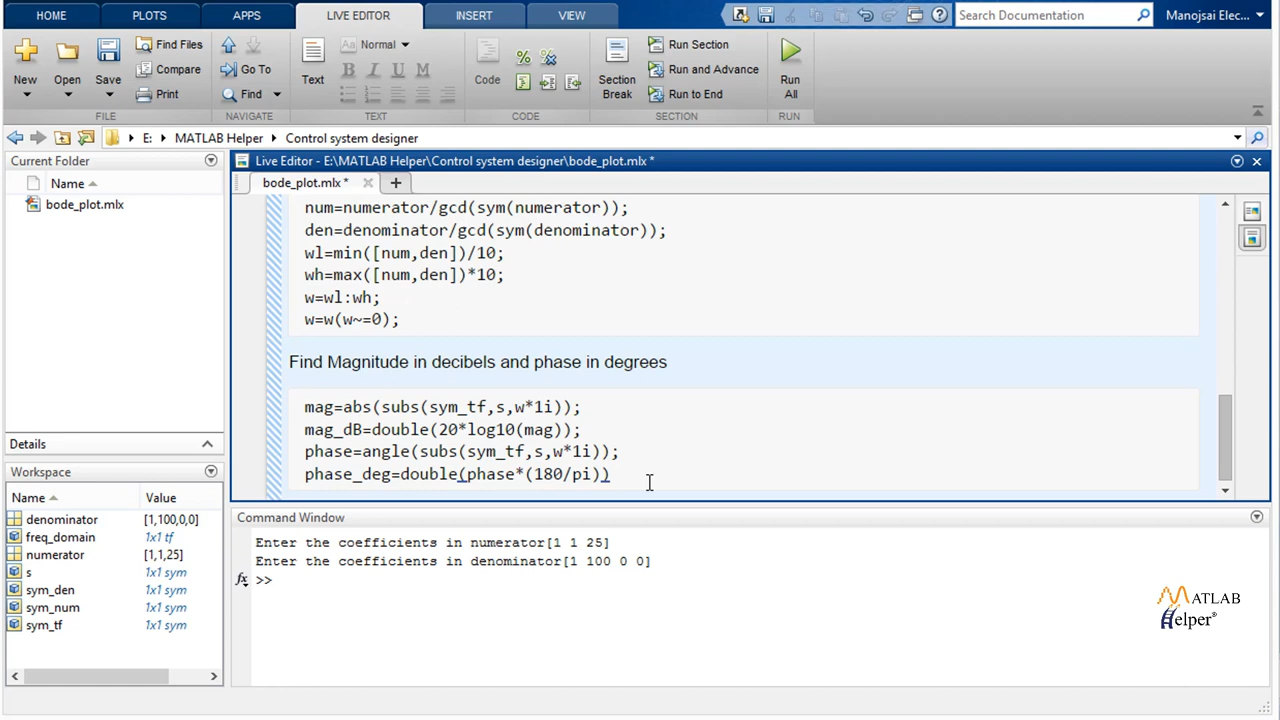 HOME PLOTS APPS LIVE EDITOR INSERT VIEW Search Documentation Manojsai Elec...
New Open Save Find Files Compare Print FILE
Go To Find NAVIGATE
Text Aa Normal B I U M TEXT
Code CODE
Section Break Run Section Run and Advance Run to End SECTION
Run All RUN
E: MATLAB Helper Control system designer
Current Folder
Name
bode_plot.mlx
Details
Workspace
Name Value
denominator [1,100,0,0]
freq_domain 1x1 tf
numerator [1,1,25]
s 1x1 sym
sym_den 1x1 sym
sym_num 1x1 sym
sym_tf 1x1 sym
Live Editor - E:\MATLAB Helper\Control system designer\bode_plot.mlx *
bode_plot.mlx *
num=numerator/gcd(sym(numerator));
den=denominator/gcd(sym(denominator));
wl=min([num,den])/10;
wh=max([num,den])*10;
w=wl:wh;
w=w(w~=0);
Find Magnitude in decibels and phase in degrees
mag=abs(subs(sym_tf,s,w*1i));
mag_dB=double(20*log10(mag));
phase=angle(subs(sym_tf,s,w*1i));
phase_deg=double(phase*(180/pi))
Command Window
Enter the coefficients in numerator[1 1 25]
Enter the coefficients in denominator[1 100 0 0]
fx >>
MATLAB
Helper®